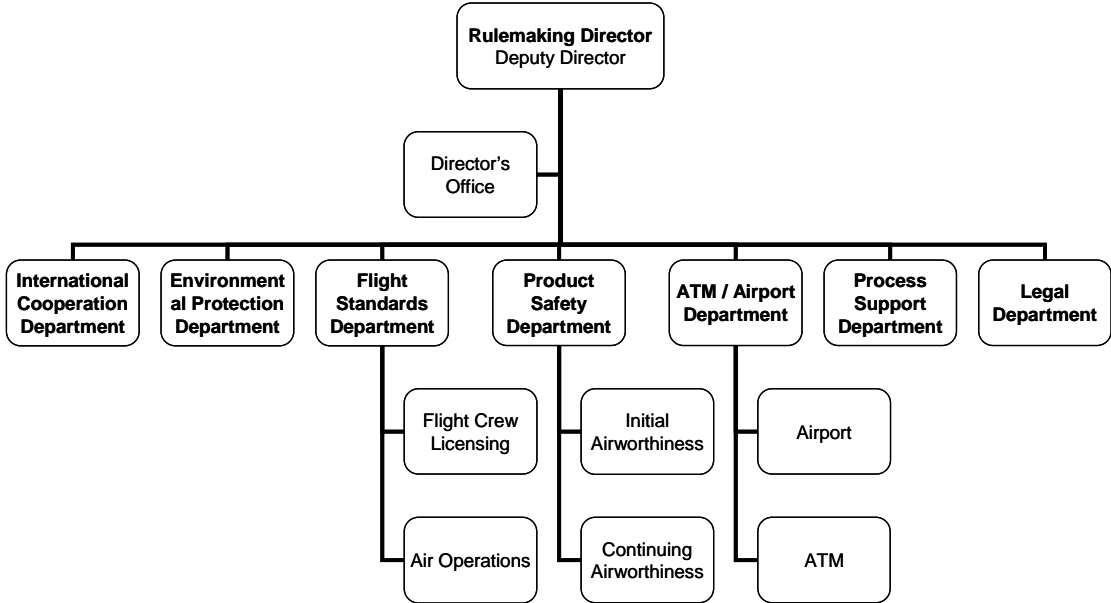 Rulemaking Director
Deputy Director
Director's
Office
International
Cooperation
Department
Environment
al Protection
Department
Flight
Standards
Department
Product
Safety
Department
ATM / Airport
Department
Process
Support
Department
Legal
Department
Flight Crew
Licensing
Initial
Airworthiness
Airport
Air Operations
Continuing
Airworthiness
ATM